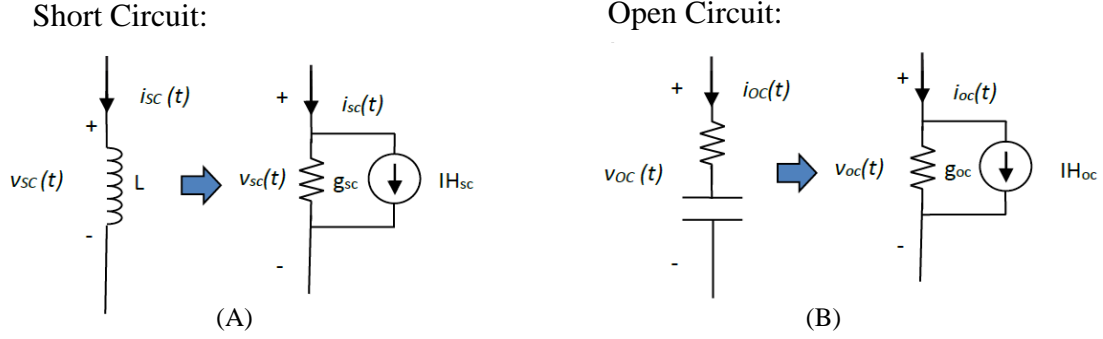 Short Circuit:
iSC (t)
+
vSC (t)
L
-
+
isc(t)
vsc(t)
gsc
IHsc
-
(A)
Open Circuit:
+
iOC(t)
vOC (t)
-
+
ioc(t)
voc(t)
goc
IHoc
-
(B)